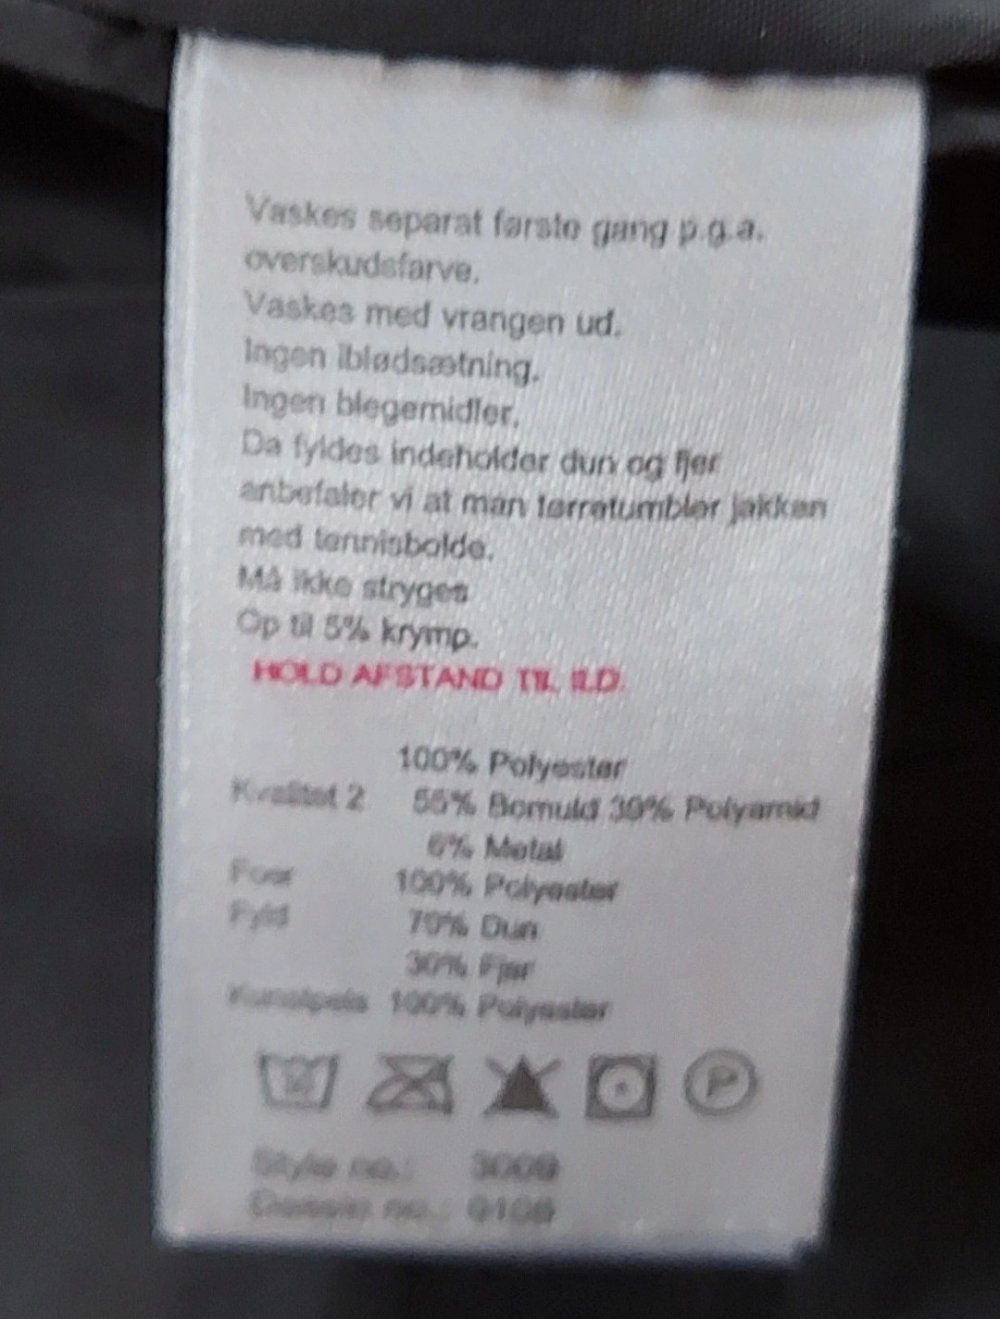 Vaskes separat første gang p.g.a.
overskudsfarve.
Vaskes med vrangen ud.
Ingen iblødsætning.
Ingen blegemidler.
Da fyldes indeholder dun og fjer
anbefaler vi at man tørretumbler jakken
med tennisbolde.
Må ikke stryges
Op til 5% krymp.
HOLD AFSTAND TIL ILD.
100% Polyester
Kvalitet 2 55% Bomuld 39% Polyamid
6% Metal
Foer 100% Polyester
Fyld 70% Dun
30% Fjer
Kunstpels 100% Polyester
P
Style no.:
no.: